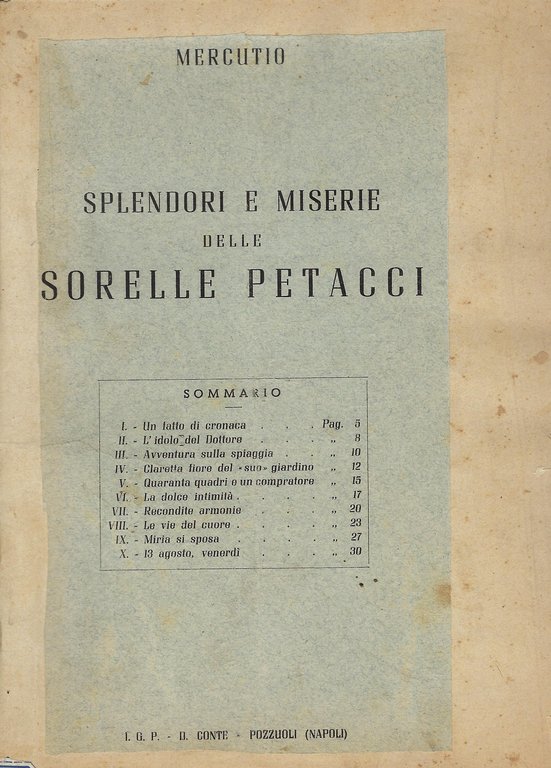 MERCUTIO
SPLENDORI E MISERIE
DELLE
SORELLE PETACCI
SOMMARIO
I. - Un fatto di cronaca . . . Pag. 5
II. - L'idolo del Dottore . . . „ 8
III. - Avventura sulla spiaggia . . „ 10
IV. - Claretta fiore del «suo» giardino „ 12
V. - Quaranta quadri e un compratore „ 15
VI. - La dolce intimità . . . . „ 17
VII. - Recondite armonie . . . „ 20
VIII. - Le vie del cuore . . . . „ 23
IX. - Miria si sposa . . . . „ 27
X. - 13 agosto, venerdì . . . „ 30
I. G. P. - D. CONTE - POZZUOLI (NAPOLI)